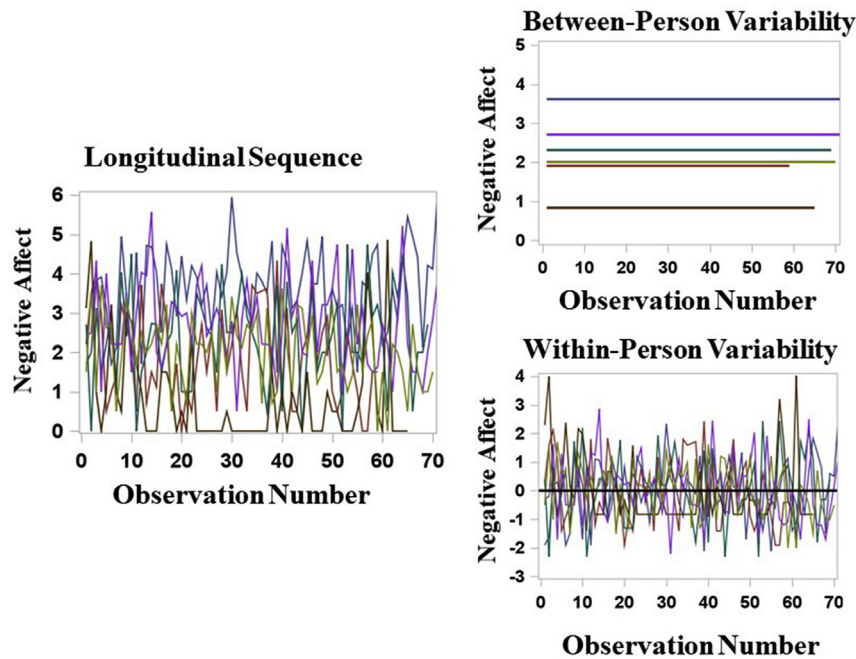 Longitudinal Sequence
Negative Affect
6
5
4
3
2
1
0
0 10 20 30 40 50 60 70
Observation Number
Between-Person Variability
Negative Affect
5
4
3
2
1
0
0 10 20 30 40 50 60 70
Observation Number
Within-Person Variability
Negative Affect
4
3
2
1
0
-1
-2
-3
0 10 20 30 40 50 60 70
Observation Number